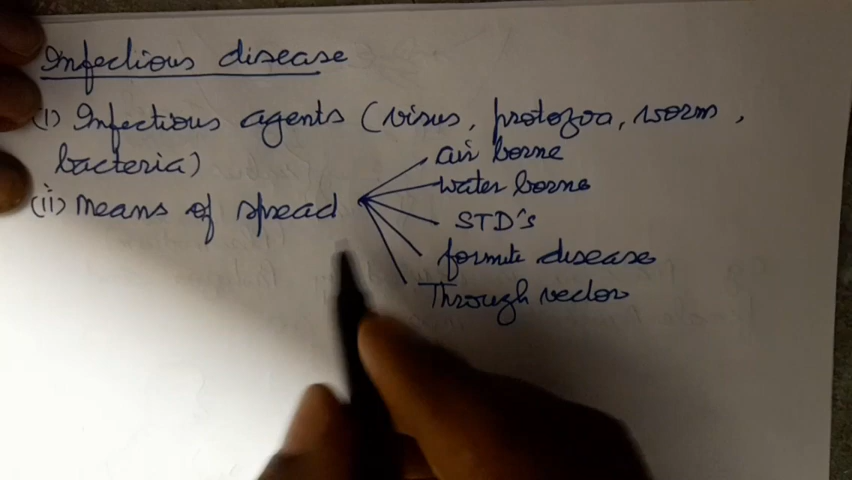 Infectious disease
(i) Infectious agents (virus, protozoa, worm,
bacteria)
air borne
water borne
(ii) Means of spread
STD's
formite disease
Through vector